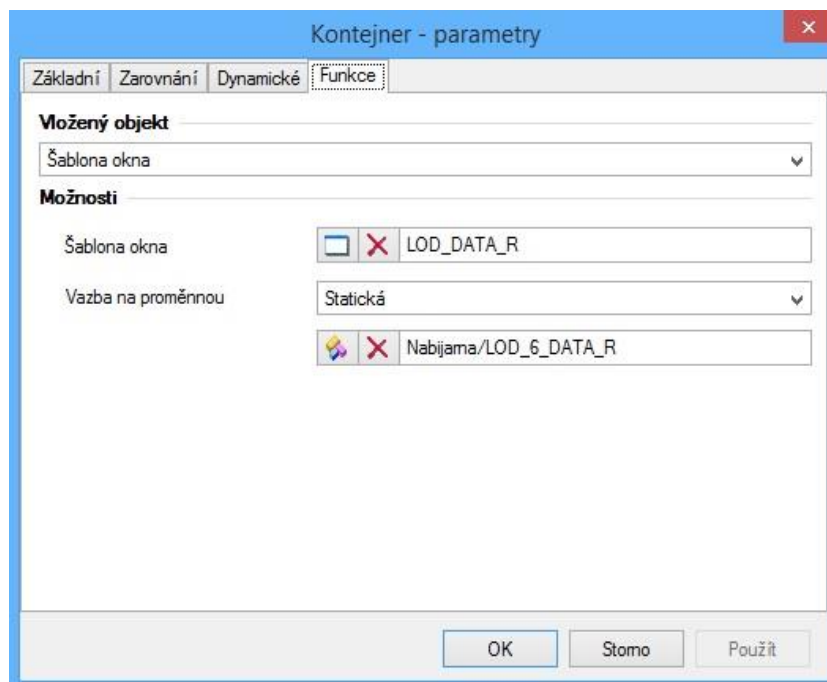 Kontejner - parametry
Základní Zarovnání Dynamické Funkce
Vložený objekt
Šablona okna
Možnosti
Šablona okna LOD_DATA_R
Vazba na proměnnou Statická
Nabijarna/LOD_6_DATA_R
OK Storno Použít